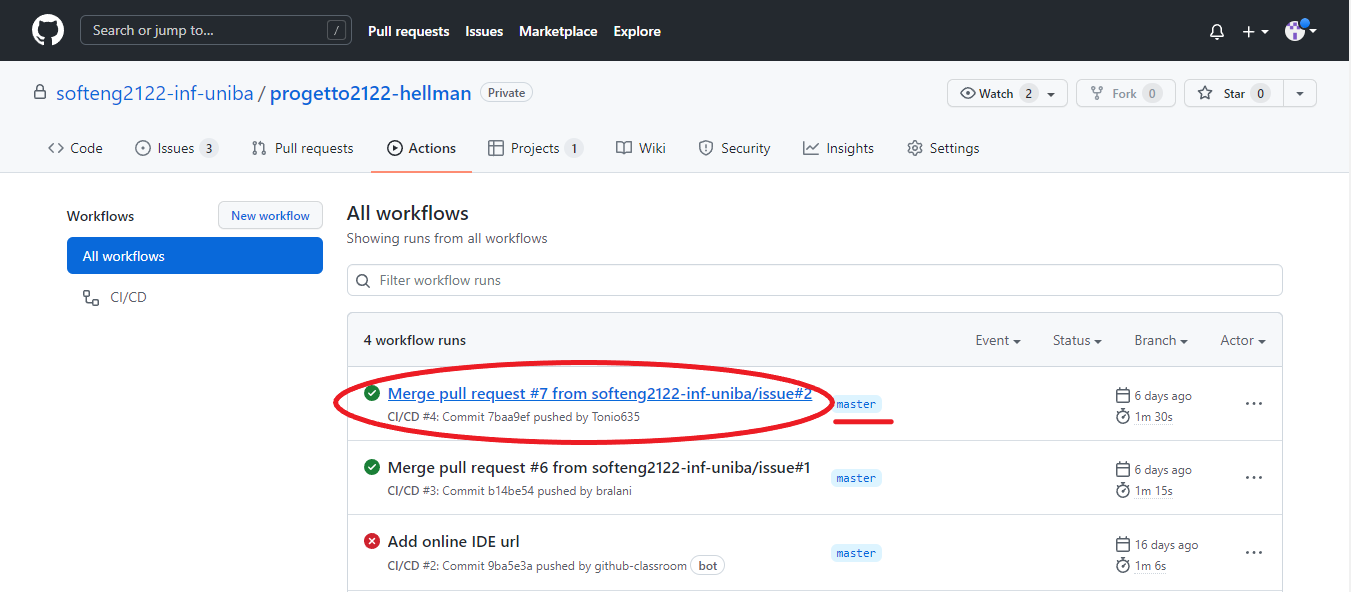 Search or jump to... /
Pull requests Issues Marketplace Explore
softeng2122-inf-uniba / progetto2122-hellman Private
Watch 2 Fork 0 Star 0
Code Issues 3 Pull requests Actions Projects 1 Wiki Security Insights Settings
Workflows New workflow
All workflows
CI/CD
All workflows
Showing runs from all workflows
Filter workflow runs
4 workflow runs Event Status Branch Actor
Merge pull request #7 from softeng2122-inf-uniba/issue#2
CI/CD #4: Commit 7baa9ef pushed by Tonio635
master
6 days ago
1m 30s
Merge pull request #6 from softeng2122-inf-uniba/issue#1
CI/CD #3: Commit b14be54 pushed by bralani
master
6 days ago
1m 15s
Add online IDE url
CI/CD #2: Commit 9ba5e3a pushed by github-classroom bot
master
16 days ago
1m 6s